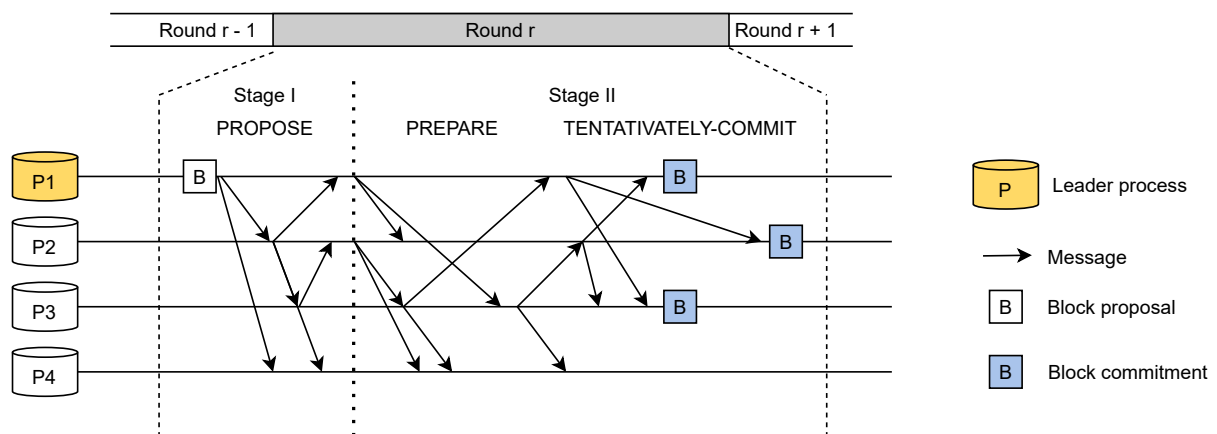 Round r - 1
Round r
Round r + 1
Stage I
Stage II
PROPOSE
PREPARE
TENTATIVATELY-COMMIT
P1
B
B
P
Leader process
P2
B
Message
P3
B
B
Block proposal
P4
B
Block commitment